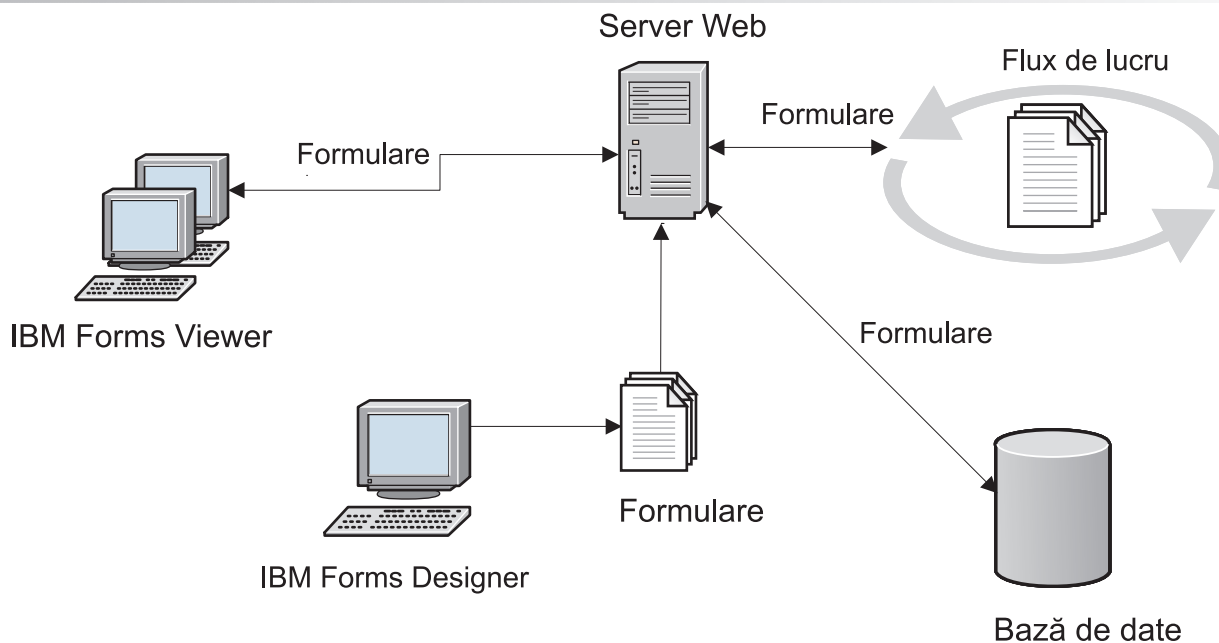 Server Web
Flux de lucru
Formulare
Formulare
IBM Forms Viewer
Formulare
Formulare
IBM Forms Designer
Bază de date